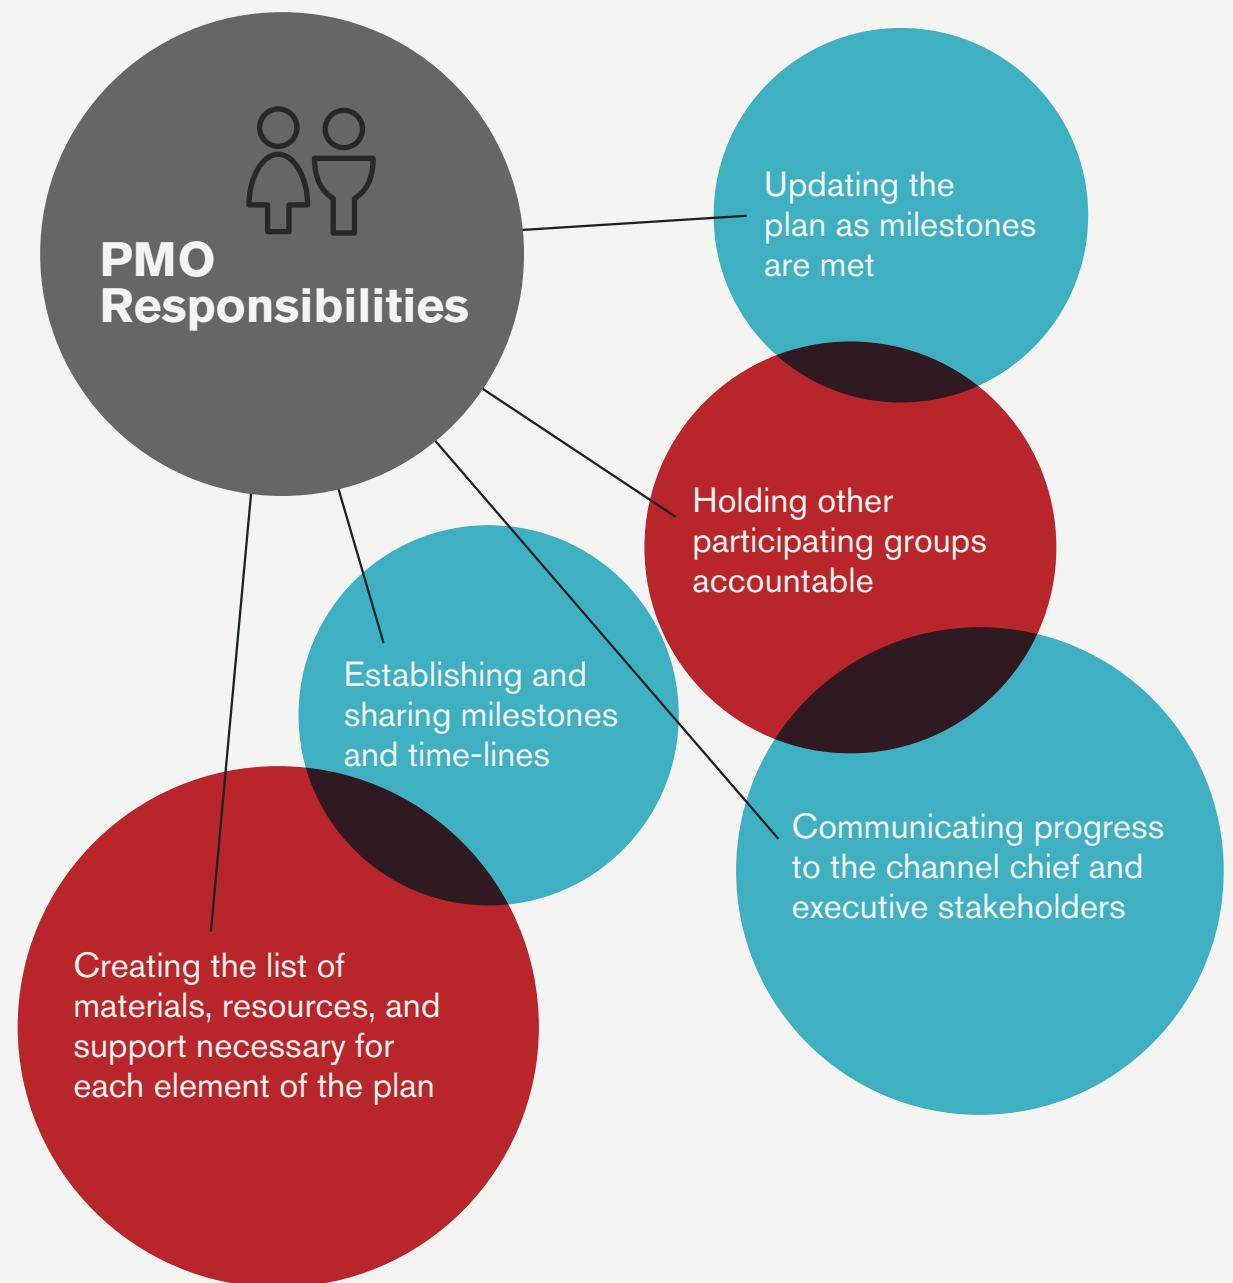 PMO
Responsibilities
Updating the
plan as milestones
are met
Holding other
participating groups
accountable
Establishing and
sharing milestones
and time-lines
Communicating progress
to the channel chief and
executive stakeholders
Creating the list of
materials, resources, and
support necessary for
each element of the plan